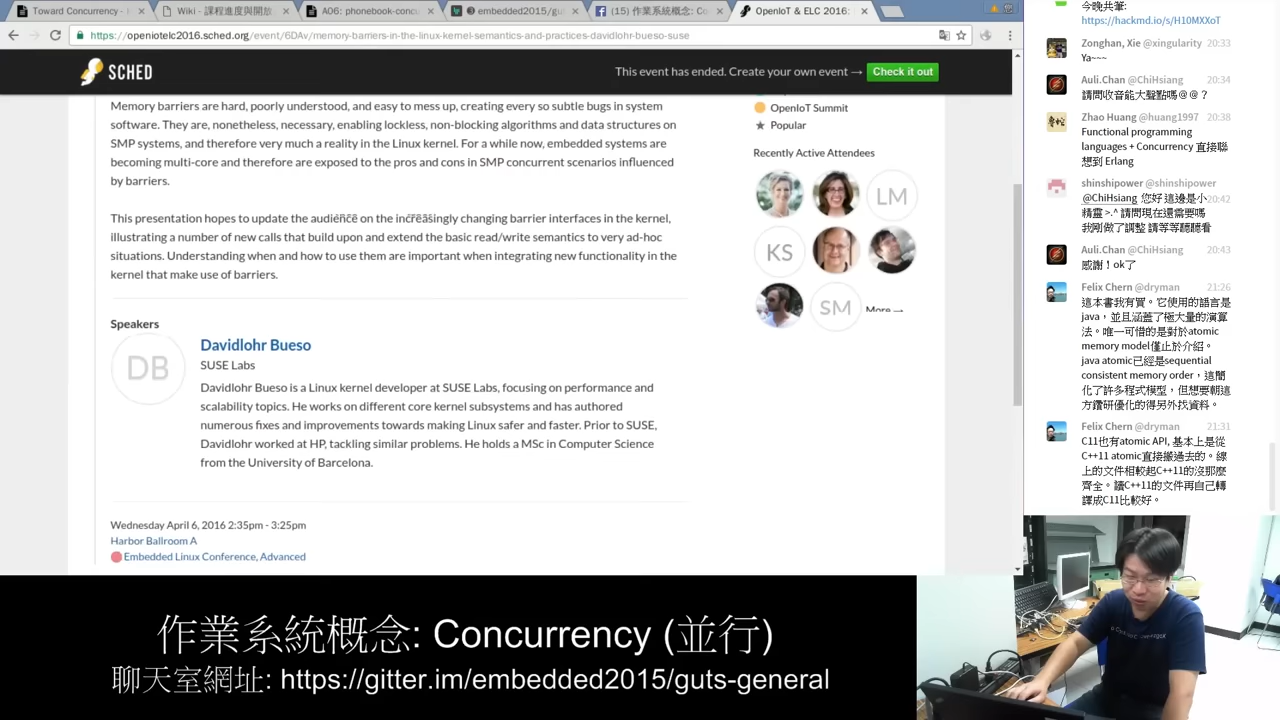 Toward Concurrency -
Wiki - 課程進度與開放
A06: phonebook-concu
embedded2015/gut
(15) 作業系統概念: Co
OpenIoT & ELC 2016:
https://openiotelc2016.sched.org/event/6DAv/memory-barriers-in-the-linux-kernel-semantics-and-practices-davidlohr-bueso-suse
SCHED
This event has ended. Create your own event → Check it out
Memory barriers are hard, poorly understood, and easy to mess up, creating every so subtle bugs in system
software. They are, nonetheless, necessary, enabling lockless, non-blocking algorithms and data structures on
SMP systems, and therefore very much a reality in the Linux kernel. For a while now, embedded systems are
becoming multi-core and therefore are exposed to the pros and cons in SMP concurrent scenarios influenced
by barriers.
This presentation hopes to update the audience on the increasingly changing barrier interfaces in the kernel,
illustrating a number of new calls that build upon and extend the basic read/write semantics to very ad-hoc
situations. Understanding when and how to use them are important when integrating new functionality in the
kernel that make use of barriers.
Speakers
DB
Davidlohr Bueso
SUSE Labs
Davidlohr Bueso is a Linux kernel developer at SUSE Labs, focusing on performance and
scalability topics. He works on different core kernel subsystems and has authored
numerous fixes and improvements towards making Linux safer and faster. Prior to SUSE,
Davidlohr worked at HP, tackling similar problems. He holds a MSc in Computer Science
from the University of Barcelona.
Wednesday April 6, 2016 2:35pm - 3:25pm
Harbor Ballroom A
Embedded Linux Conference, Advanced
OpenIoT Summit
★ Popular
Recently Active Attendees
LM
KS
SM
More →
今晚共筆:
https://hackmd.io/s/H10MXXoT
Zonghan, Xie @xingularity 20:33
Ya~~~
Auli.Chan @ChiHsiang 20:34
請問收音能大聲點嗎@@?
Zhao Huang @huang1997 20:38
Functional programming
languages + Concurrency 直接聯
想到 Erlang
shinshipower @shinshipower
@ChiHsiang 您好 這邊是小 20:42
精靈 >.^ 請問現在還需要嗎
我剛做了調整 請等等聽聽看
Auli.Chan @ChiHsiang 20:43
感謝！ok了
Felix Chern @dryman 21:26
這本書我有買。它使用的語言是
java，並且涵蓋了極大量的演算
法。唯一可惜的是對於atomic
memory model僅止於介紹。
java atomic已經是sequential
consistent memory order，這簡
化了許多程式模型，但想要朝這
方鑽研優化的得另外找資料。
Felix Chern @dryman 21:31
C11也有atomic API, 基本上是從
C++11 atomic直接搬過去的。線
上的文件相較起C++11的沒那麼
齊全。讀C++11的文件再自己轉
譯成C11比較好。
作業系統概念: Concurrency (並行)
聊天室網址: https://gitter.im/embedded2015/guts-general